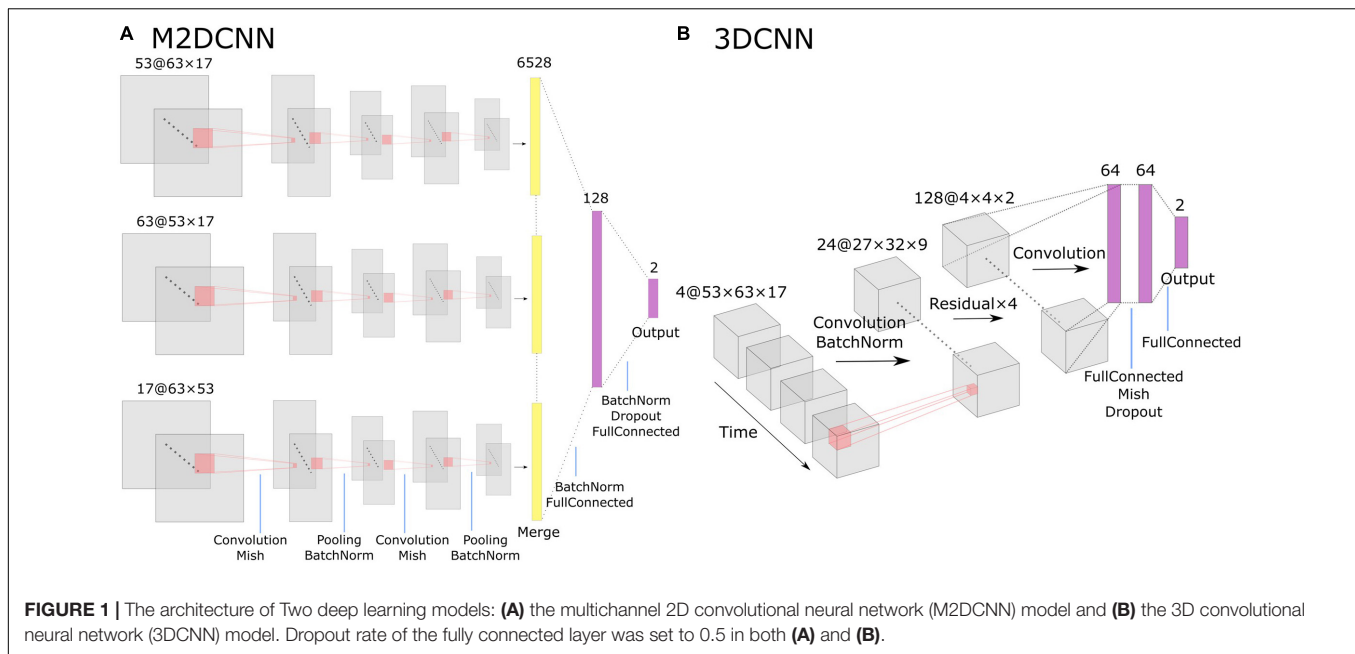 A M2DCNN
53@63×17
63@53×17
17@63×53
Convolution
Mish
Pooling
BatchNorm
Convolution
Mish
Pooling
BatchNorm
6528
Merge
128
BatchNorm
FullConnected
2
Output
BatchNorm
Dropout
FullConnected
B 3DCNN
4@53×63×17
Time
Convolution
BatchNorm
24@27×32×9
Residual×4
128@4×4×2
Convolution
64 64
2
Output
FullConnected
FullConnected
Mish
Dropout
FIGURE 1 | The architecture of Two deep learning models: (A) the multichannel 2D convolutional neural network (M2DCNN) model and (B) the 3D convolutional
neural network (3DCNN) model. Dropout rate of the fully connected layer was set to 0.5 in both (A) and (B).